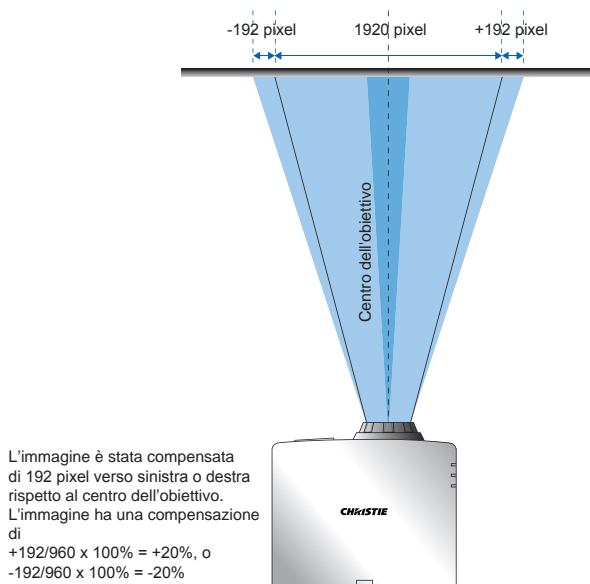 -192 pixel 1920 pixel +192 pixel
Centro dell'obiettivo
L'immagine è stata compensata
di 192 pixel verso sinistra o destra
rispetto al centro dell'obiettivo.
L'immagine ha una compensazione
di
+192/960 x 100% = +20%, o
-192/960 x 100% = -20%
CHRISTIE